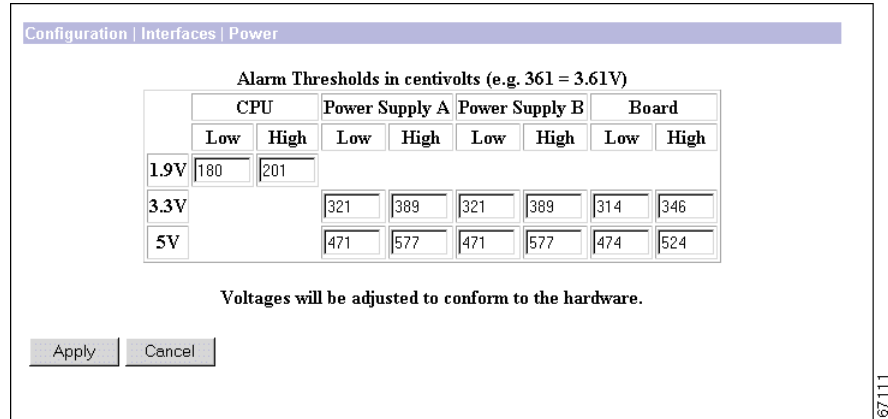 Configuration | Interfaces | Power
Alarm Thresholds in centivolts (e.g. 361 = 3.61V)
CPU Power Supply A Power Supply B Board
Low High Low High Low High Low High
1.9V 180 201
3.3V 321 389 321 389 314 346
5V 471 577 471 577 474 524
Voltages will be adjusted to conform to the hardware.
Apply Cancel
67111